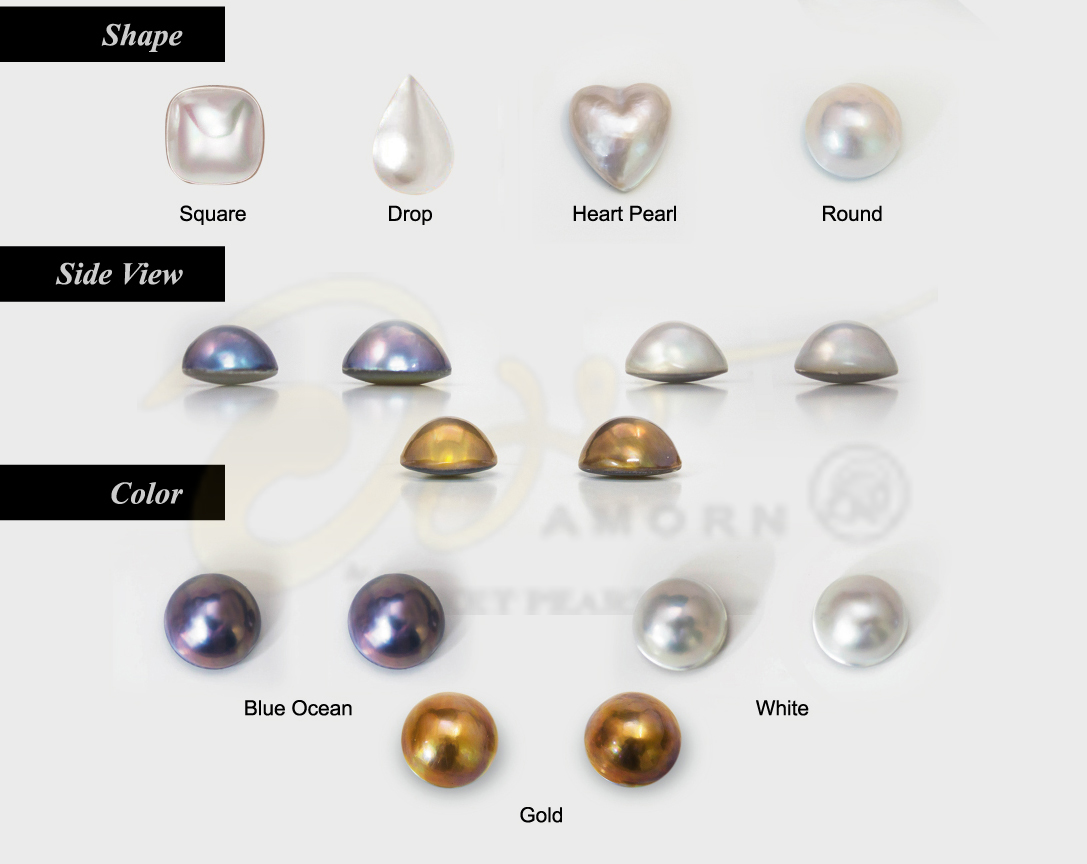 Shape
Square
Drop
Heart Pearl
Round
Side View
Color
AMORN
Blue Ocean
White
Gold